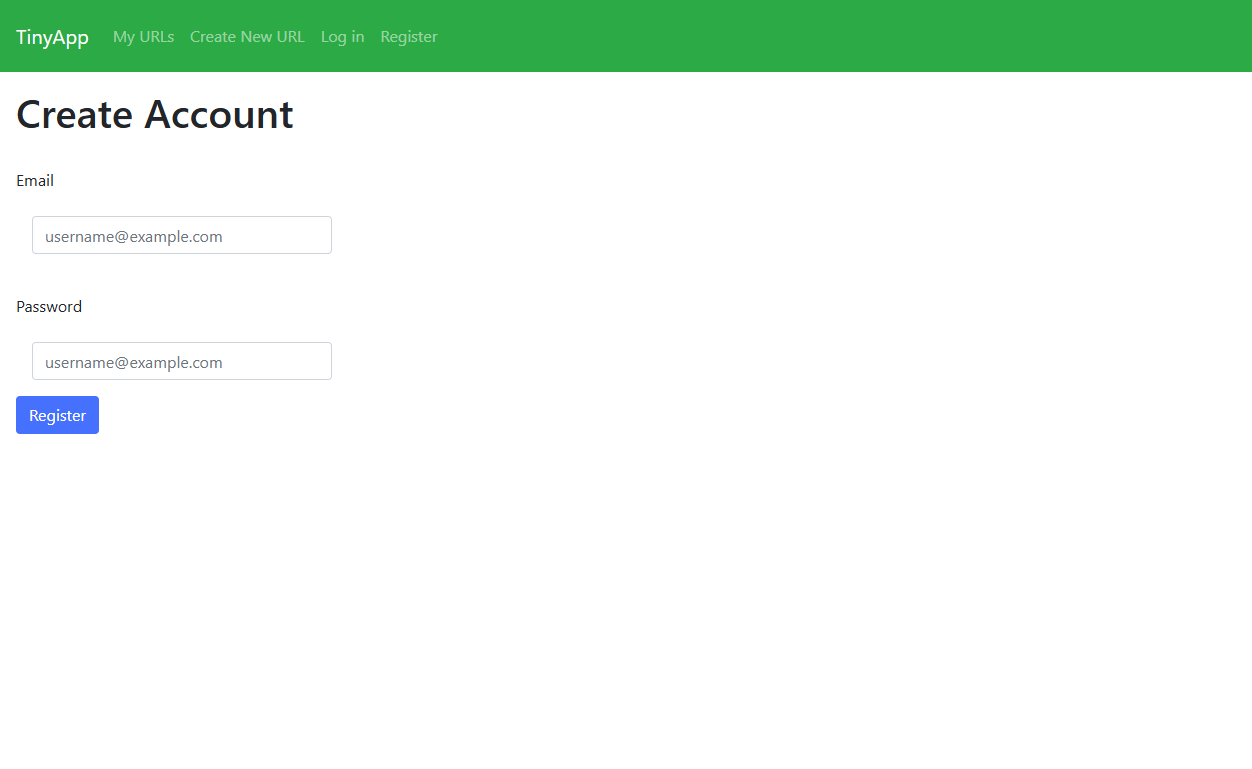 TinyApp My URLs Create New URL Log in Register
Create Account
Email
username@example.com
Password
username@example.com
Register